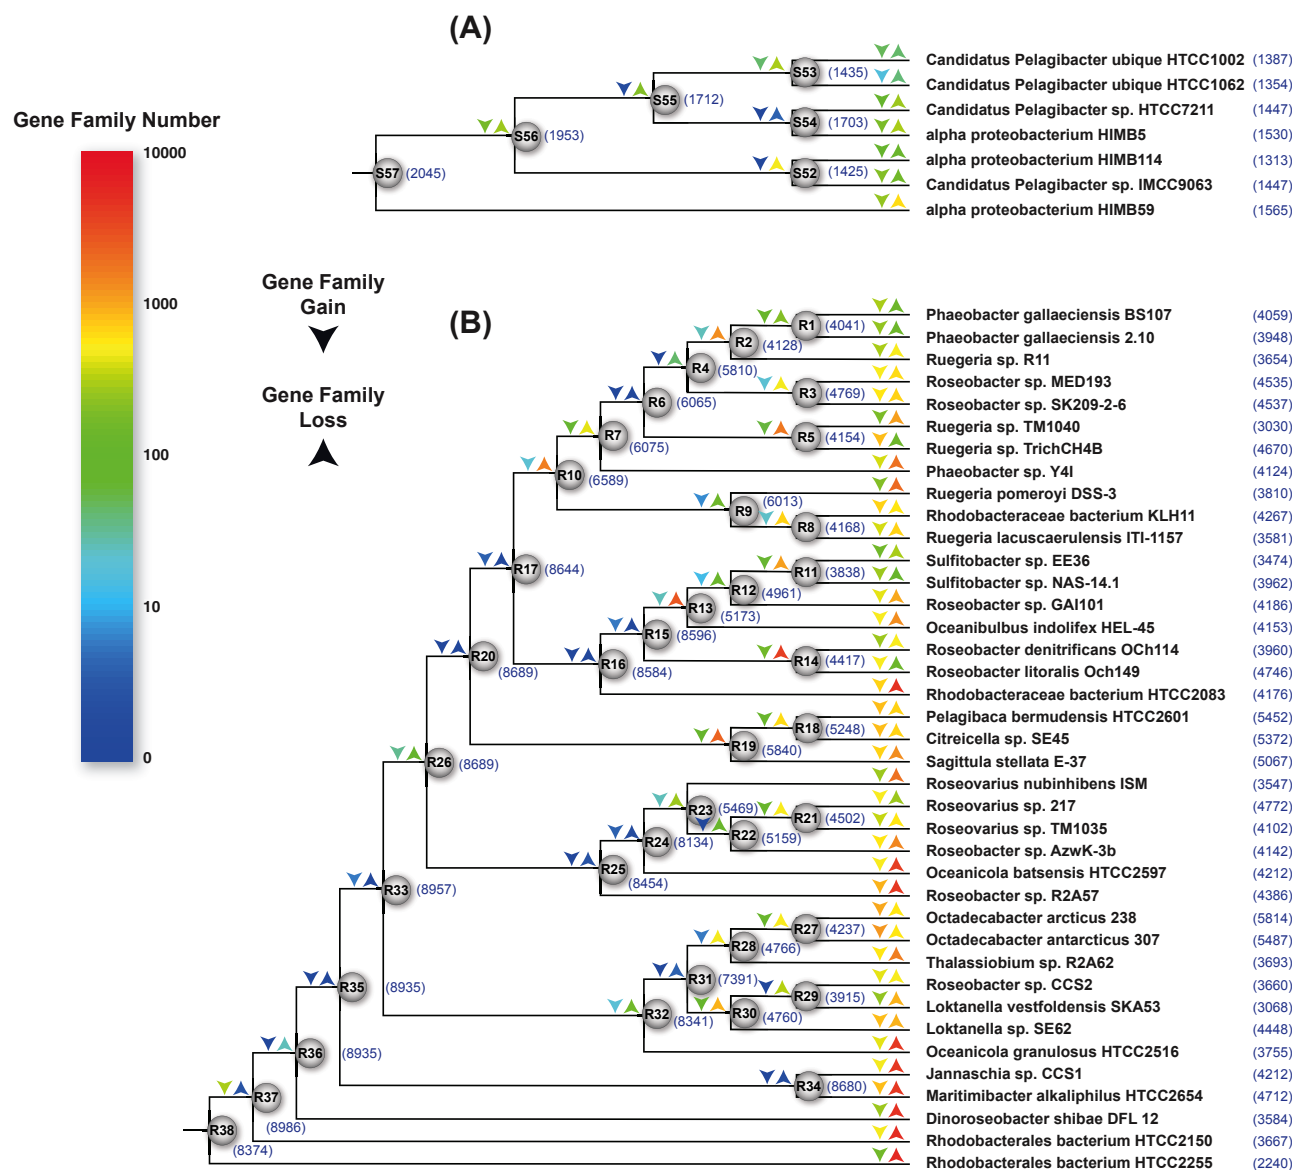 (A)
Gene Family Number
10000
1000
100
10
0
Gene Family
Gain
Gene Family
Loss
S53 (1435)
S55 (1712)
S54 (1703)
S56 (1953)
S52 (1425)
S57 (2045)
Candidatus Pelagibacter ubique HTCC1002 (1387)
Candidatus Pelagibacter ubique HTCC1062 (1354)
Candidatus Pelagibacter sp. HTCC7211 (1447)
alpha proteobacterium HIMB5 (1530)
alpha proteobacterium HIMB114 (1313)
Candidatus Pelagibacter sp. IMCC9063 (1447)
alpha proteobacterium HIMB59 (1565)
(B)
R1 (4041)
R2 (4128)
R4 (5810)
R3 (4769)
R6 (6065)
R5 (4154)
R7 (6075)
R10 (6589)
R9 (6013)
R8 (4168)
R17 (8644)
R11 (3838)
R12 (4961)
R13 (5173)
R15 (8596)
R14 (4417)
R16 (8584)
R20 (8689)
R18 (5248)
R19 (5840)
R26 (8689)
R23 (5469)
R21 (4502)
R22 (5159)
R24 (8134)
R25 (8454)
R33 (8957)
R27 (4237)
R28 (4766)
R31 (7391)
R29 (3915)
R30 (4760)
R32 (8341)
R35 (8935)
R36 (8935)
R34 (8680)
R37 (8986)
R38 (8374)
Phaeobacter gallaeciensis BS107 (4059)
Phaeobacter gallaeciensis 2.10 (3948)
Ruegeria sp. R11 (3654)
Roseobacter sp. MED193 (4535)
Roseobacter sp. SK209-2-6 (4537)
Ruegeria sp. TM1040 (3030)
Ruegeria sp. TrichCH4B (4670)
Phaeobacter sp. Y4I (4124)
Ruegeria pomeroyi DSS-3 (3810)
Rhodobacteraceae bacterium KLH11 (4267)
Ruegeria lacuscaerulensis ITI-1157 (3581)
Sulfitobacter sp. EE36 (3474)
Sulfitobacter sp. NAS-14.1 (3962)
Roseobacter sp. GAI101 (4186)
Oceanibulbus indolifex HEL-45 (4153)
Roseobacter denitrificans OCh114 (3960)
Roseobacter litoralis Och149 (4746)
Rhodobacteraceae bacterium HTCC2083 (4176)
Pelagibaca bermudensis HTCC2601 (5452)
Citreicella sp. SE45 (5372)
Sagittula stellata E-37 (5067)
Roseovarius nubinhibens ISM (3547)
Roseovarius sp. 217 (4772)
Roseovarius sp. TM1035 (4102)
Roseobacter sp. AzwK-3b (4142)
Oceanicola batsensis HTCC2597 (4212)
Roseobacter sp. R2A57 (4386)
Octadecabacter arcticus 238 (5814)
Octadecabacter antarcticus 307 (5487)
Thalassiobium sp. R2A62 (3693)
Roseobacter sp. CCS2 (3660)
Loktanella vestfoldensis SKA53 (3068)
Loktanella sp. SE62 (4448)
Oceanicola granulosus HTCC2516 (3755)
Jannaschia sp. CCS1 (4212)
Maritimibacter alkaliphilus HTCC2654 (4712)
Dinoroseobacter shibae DFL 12 (3584)
Rhodobacterales bacterium HTCC2150 (3667)
Rhodobacterales bacterium HTCC2255 (2240)